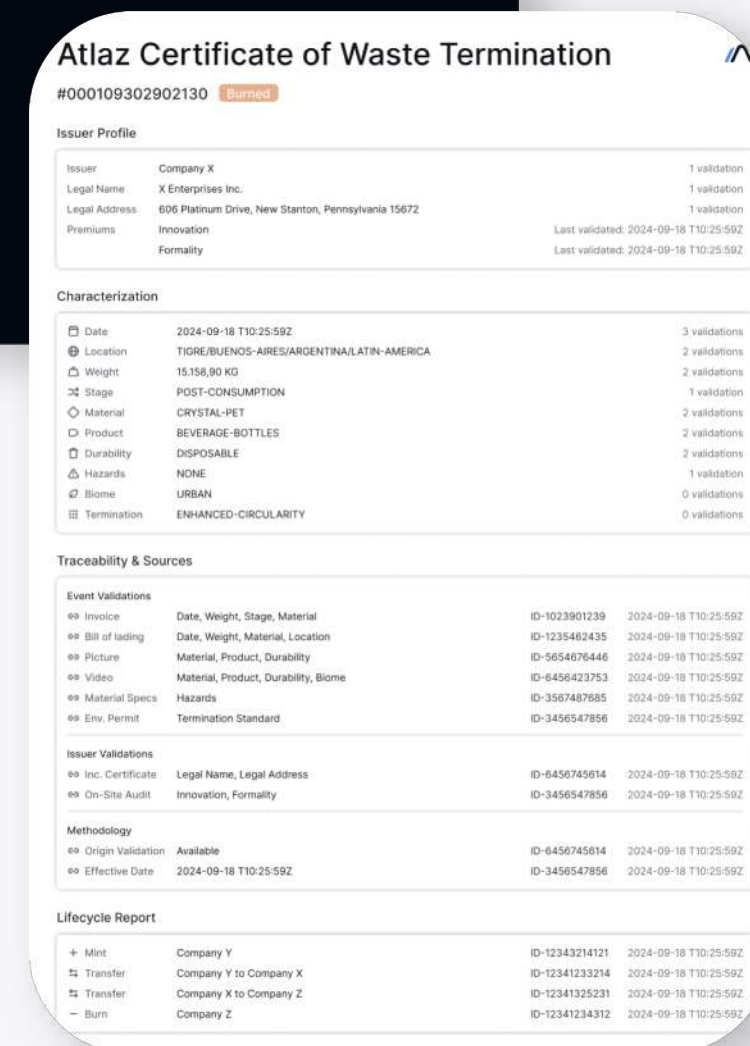 Atlaz Certificate of Waste Termination
#000109302902130 Burned
Issuer Profile
Issuer Company X 1 validation
Legal Name X Enterprises Inc. 1 validation
Legal Address 606 Platinum Drive, New Stanton, Pennsylvania 15672 1 validation
Premiums Innovation Last validated: 2024-09-18 T10:25:59Z
Formality Last validated: 2024-09-18 T10:25:59Z
Characterization
Date 2024-09-18 T10:25:59Z 3 validations
Location TIGRE/BUENOS-AIRES/ARGENTINA/LATIN-AMERICA 2 validations
Weight 15.158,90 KG 2 validations
Stage POST-CONSUMPTION 1 validation
Material CRYSTAL-PET 2 validations
Product BEVERAGE-BOTTLES 2 validations
Durability DISPOSABLE 2 validations
Hazards NONE 1 validation
Biome URBAN 0 validations
Termination ENHANCED-CIRCULARITY 0 validations
Traceability & Sources
Event Validations
Invoice Date, Weight, Stage, Material ID-1023901239 2024-09-18 T10:25:59Z
Bill of lading Date, Weight, Material, Location ID-1235462435 2024-09-18 T10:25:59Z
Picture Material, Product, Durability ID-5654676446 2024-09-18 T10:25:59Z
Video Material, Product, Durability, Biome ID-6456423753 2024-09-18 T10:25:59Z
Material Specs Hazards ID-3567487685 2024-09-18 T10:25:59Z
Env. Permit Termination Standard ID-3456547856 2024-09-18 T10:25:59Z
Issuer Validations
Inc. Certificate Legal Name, Legal Address ID-6456745614 2024-09-18 T10:25:59Z
On-Site Audit Innovation, Formality ID-3456547856 2024-09-18 T10:25:59Z
Methodology
Origin Validation Available ID-6456745614 2024-09-18 T10:25:59Z
Effective Date 2024-09-18 T10:25:59Z ID-3456547856 2024-09-18 T10:25:59Z
Lifecycle Report
+ Mint Company Y ID-12343214121 2024-09-18 T10:25:59Z
Transfer Company Y to Company X ID-12341233214 2024-09-18 T10:25:59Z
Transfer Company X to Company Z ID-12341325231 2024-09-18 T10:25:59Z
− Burn Company Z ID-12341234312 2024-09-18 T10:25:59Z